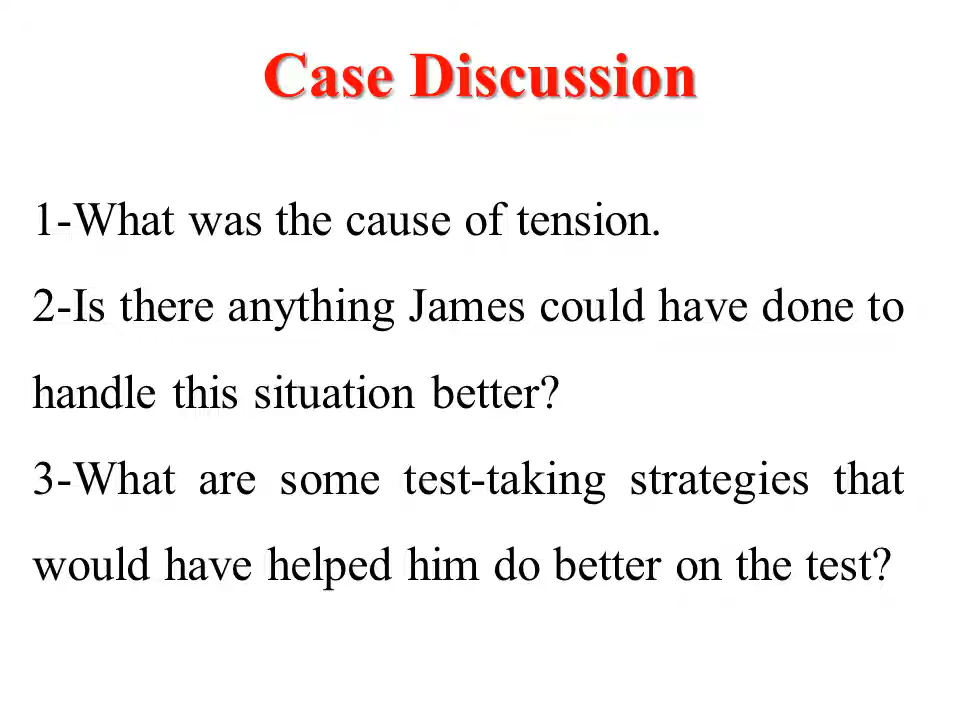 Case Discussion
1-What was the cause of tension.
2-Is there anything James could have done to
handle this situation better?
3-What are some test-taking strategies that
would have helped him do better on the test?